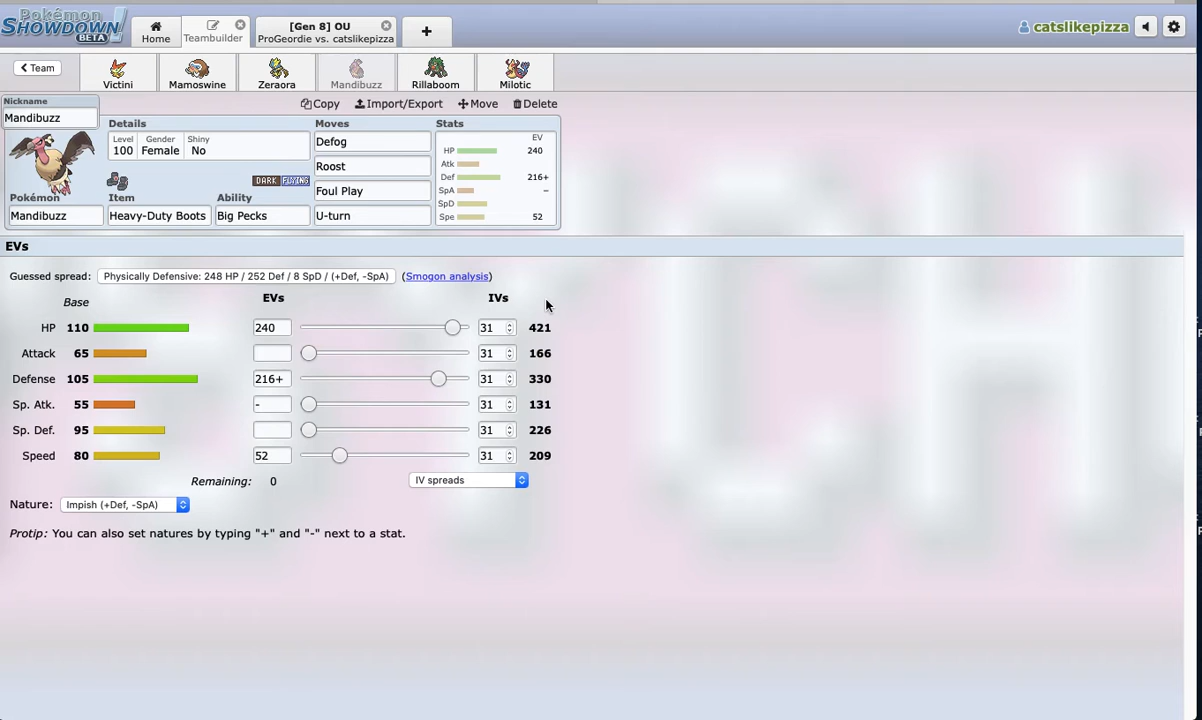 Pokémon
SHOWDOWN!
BETA
Home
Teambuilder
[Gen 8] OU
ProGeordie vs. catslikepizza
+
catslikepizza
Team
Victini
Mamoswine
Zeraora
Mandibuzz
Rillaboom
Milotic
Nickname
Mandibuzz
Copy
Import/Export
Move
Delete
Details
Level
100
Gender
Female
Shiny
No
DARK FLYING
Pokémon
Mandibuzz
Item
Heavy-Duty Boots
Ability
Big Pecks
Moves
Defog
Roost
Foul Play
U-turn
Stats
EV
HP 240
Atk
Def 216+
SpA –
SpD
Spe 52
EVs
Guessed spread: Physically Defensive: 248 HP / 252 Def / 8 SpD / (+Def, -SpA) (Smogon analysis)
Base EVs IVs
HP 110 240 31 421
Attack 65 31 166
Defense 105 216+ 31 330
Sp. Atk. 55 - 31 131
Sp. Def. 95 31 226
Speed 80 52 31 209
Remaining: 0 IV spreads
Nature: Impish (+Def, -SpA)
Protip: You can also set natures by typing "+" and "-" next to a stat.